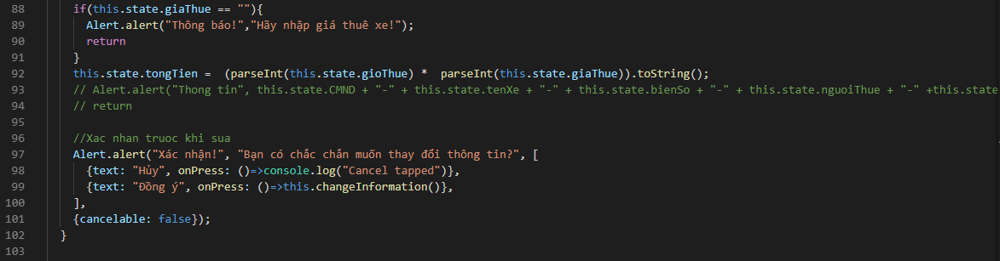 88 if(this.state.giaThue == ""){
89 Alert.alert("Thông báo!","Hãy nhập giá thuê xe!");
90 return
91 }
92 this.state.tongTien =  (parseInt(this.state.gioThue) *  parseInt(this.state.giaThue)).toString();
93 // Alert.alert("Thong tin", this.state.CMND + "-" + this.state.tenXe + "-" + this.state.bienSo + "-" + this.state.nguoiThue + "-" +this.state
94 // return
95
96 //Xac nhan truoc khi sua
97 Alert.alert("Xác nhận!", "Bạn có chắc chắn muốn thay đổi thông tin?", [
98 {text: "Hủy", onPress: ()=>console.log("Cancel tapped")},
99 {text: "Đồng ý", onPress: ()=>this.changeInformation()},
100 ],
101 {cancelable: false});
102 }
103